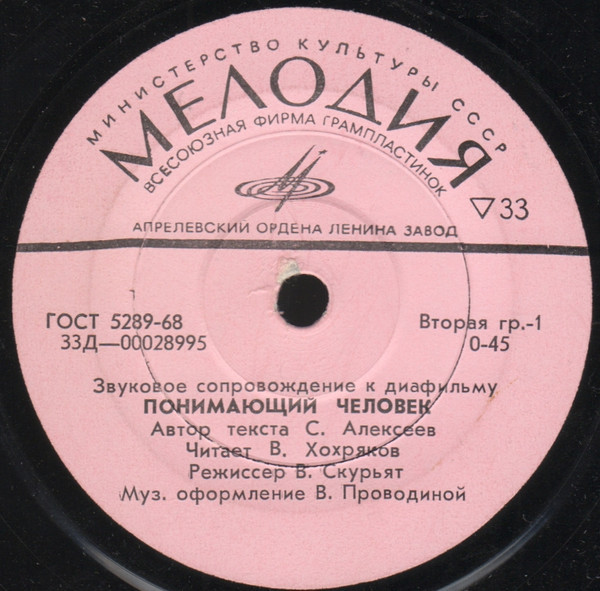 МИНИСТЕРСТВО КУЛЬТУРЫ СССР
МЕЛОДИЯ
ВСЕСОЮЗНАЯ ФИРМА ГРАМПЛАСТИНОК
▽33
АПРЕЛЕВСКИЙ ОРДЕНА ЛЕНИНА ЗАВОД
ГОСТ 5289-68
33Д—00028995
Вторая гр.-1
0-45
Звуковое сопровождение к диафильму
ПОНИМАЮЩИЙ ЧЕЛОВЕК
Автор текста С. Алексеев
Читает В. Хохряков
Режиссер В. Скурьят
Муз. оформление В. Проводиной